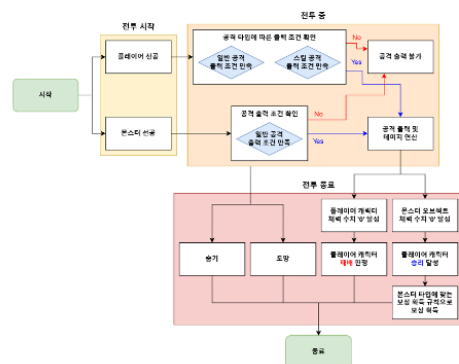 전투 시작
전투 중
플레이어 선공
공격 타입에 따른 출력 조건 확인
일반 공격
출력 조건 만족
스킬 공격
출력 조건 만족
No
Yes
공격 출력 불가
시작
몬스터 선공
공격 출력 조건 확인
일반 공격
출력 조건 만족
No
Yes
공격 출력 및
데미지 연산
전투 종료
플레이어 캐릭터
체력 수치 '0' 달성
몬스터 오브젝트
체력 수치 '0' 달성
숨기
도망
플레이어 캐릭터
패배 판정
플레이어 캐릭터
승리 달성
몬스터 타입에 맞는
보상 획득 규칙으로
보상 획득
종료